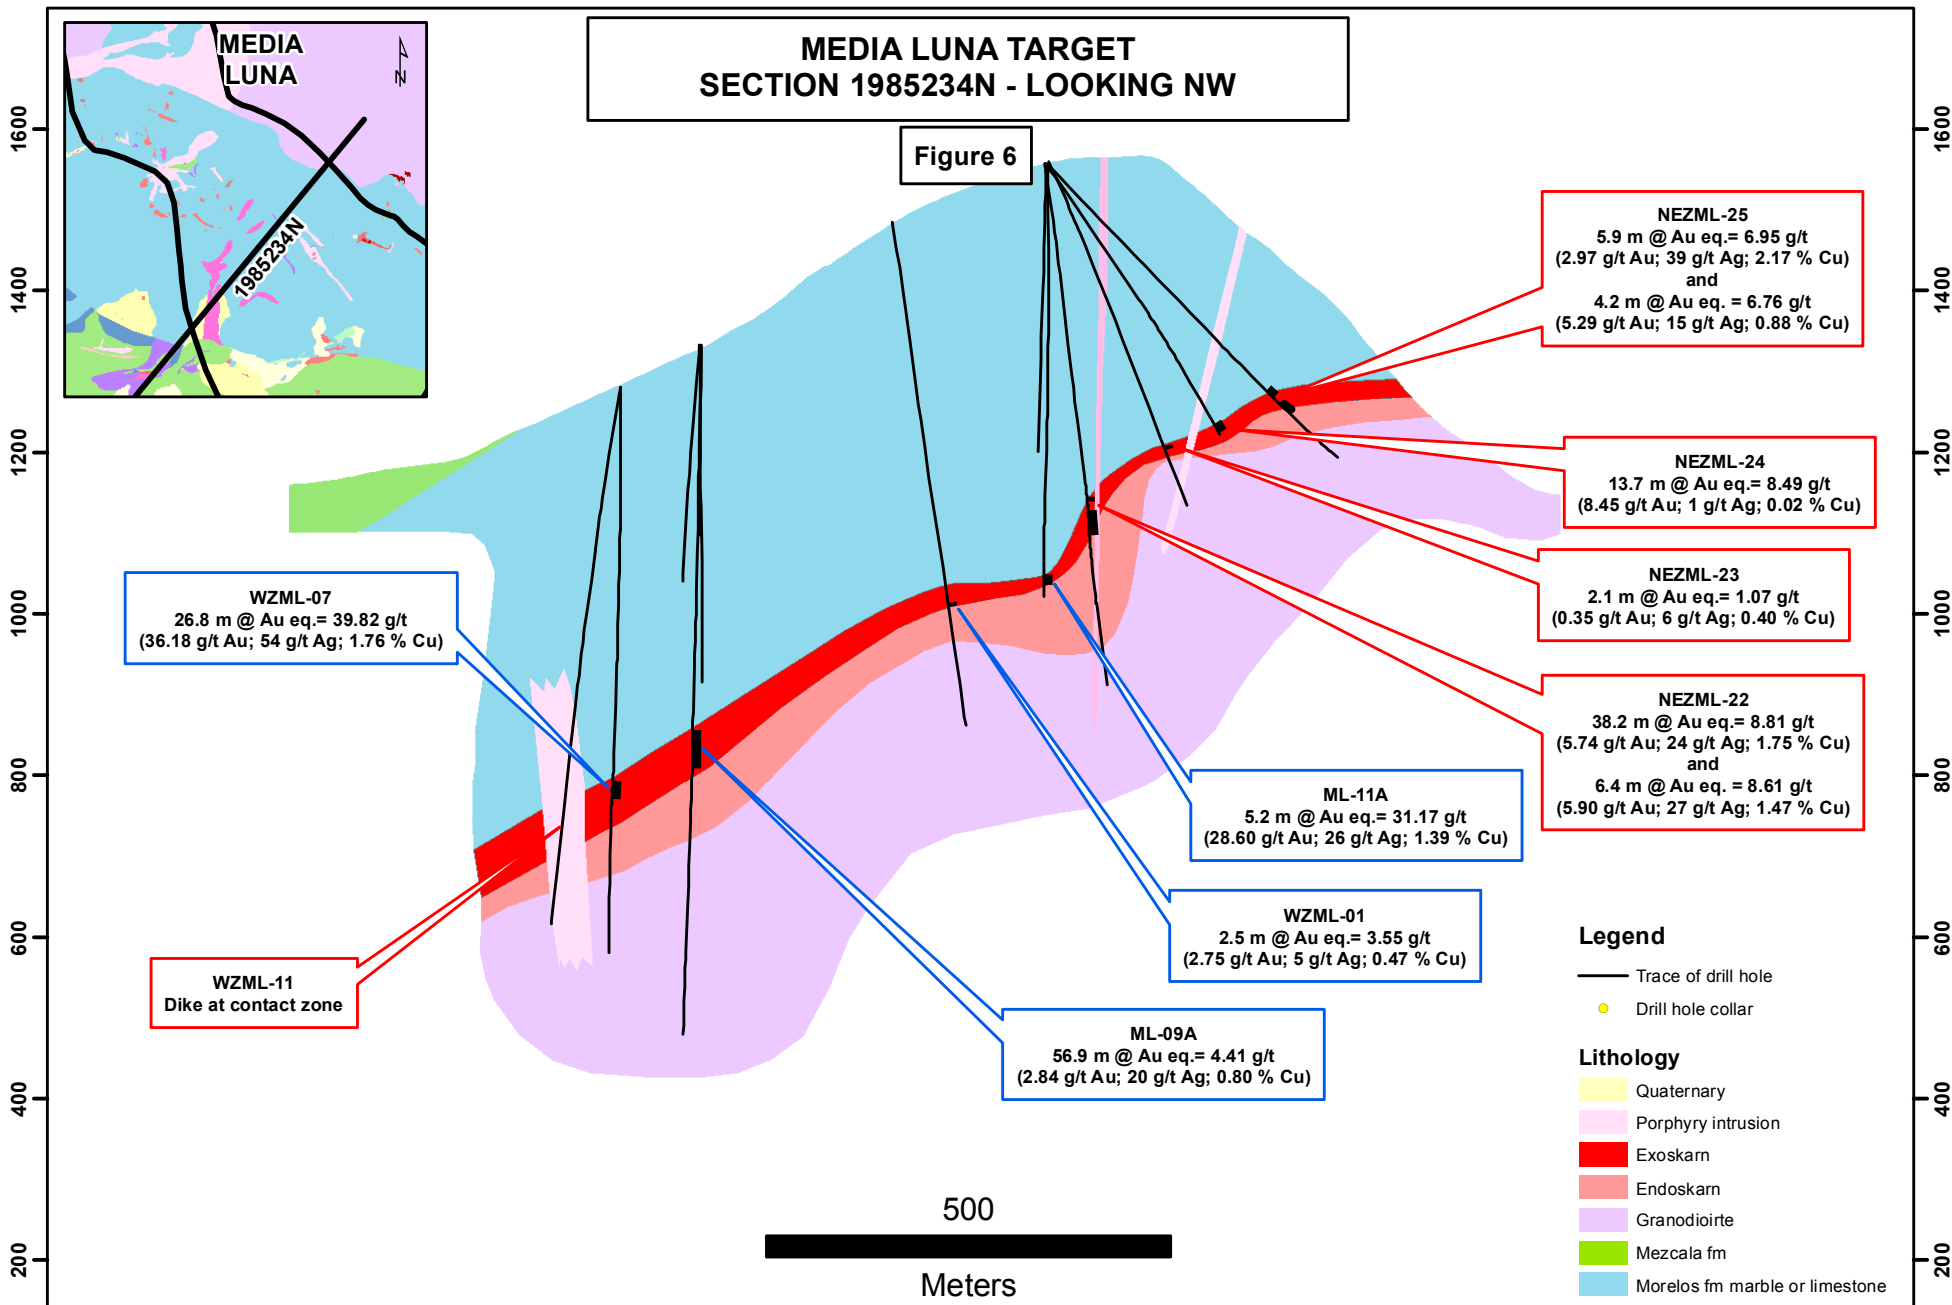 MEDIA LUNA TARGET
SECTION 1985234N - LOOKING NW
Figure 6
MEDIA
LUNA
N
1985234N
1600
1400
1200
1000
800
600
400
200
1600
1400
1200
1000
800
600
400
200
NEZML-25
5.9 m @ Au eq.= 6.95 g/t
(2.97 g/t Au; 39 g/t Ag; 2.17 % Cu)
and
4.2 m @ Au eq. = 6.76 g/t
(5.29 g/t Au; 15 g/t Ag; 0.88 % Cu)
NEZML-24
13.7 m @ Au eq.= 8.49 g/t
(8.45 g/t Au; 1 g/t Ag; 0.02 % Cu)
NEZML-23
2.1 m @ Au eq.= 1.07 g/t
(0.35 g/t Au; 6 g/t Ag; 0.40 % Cu)
NEZML-22
38.2 m @ Au eq.= 8.81 g/t
(5.74 g/t Au; 24 g/t Ag; 1.75 % Cu)
and
6.4 m @ Au eq. = 8.61 g/t
(5.90 g/t Au; 27 g/t Ag; 1.47 % Cu)
WZML-07
26.8 m @ Au eq.= 39.82 g/t
(36.18 g/t Au; 54 g/t Ag; 1.76 % Cu)
ML-11A
5.2 m @ Au eq.= 31.17 g/t
(28.60 g/t Au; 26 g/t Ag; 1.39 % Cu)
WZML-01
2.5 m @ Au eq.= 3.55 g/t
(2.75 g/t Au; 5 g/t Ag; 0.47 % Cu)
WZML-11
Dike at contact zone
ML-09A
56.9 m @ Au eq.= 4.41 g/t
(2.84 g/t Au; 20 g/t Ag; 0.80 % Cu)
500
Meters
Legend
Trace of drill hole
Drill hole collar
Lithology
Quaternary
Porphyry intrusion
Exoskarn
Endoskarn
Granodioirte
Mezcala fm
Morelos fm marble or limestone